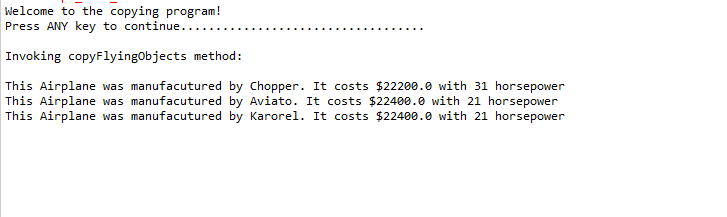 Welcome to the copying program!
Press ANY key to continue...................................

Invoking copyFlyingObjects method:

This Airplane was manufacutured by Chopper. It costs $22200.0 with 31 horsepower
This Airplane was manufacutured by Aviato. It costs $22400.0 with 21 horsepower
This Airplane was manufacutured by Karorel. It costs $22400.0 with 21 horsepower